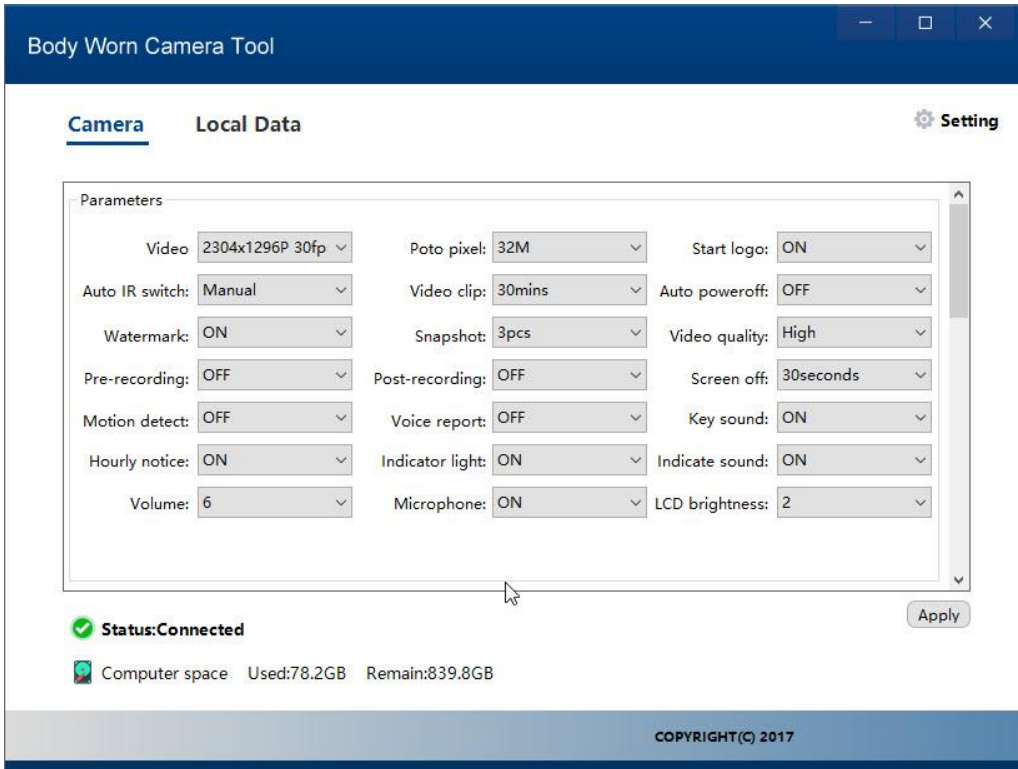 Body Worn Camera Tool
Camera Local Data Setting
Parameters
Video 2304x1296P 30fp Poto pixel: 32M Start logo: ON
Auto IR switch: Manual Video clip: 30mins Auto poweroff: OFF
Watermark: ON Snapshot: 3pcs Video quality: High
Pre-recording: OFF Post-recording: OFF Screen off: 30seconds
Motion detect: OFF Voice report: OFF Key sound: ON
Hourly notice: ON Indicator light: ON Indicate sound: ON
Volume: 6 Microphone: ON LCD brightness: 2
Apply
Status:Connected
Computer space Used:78.2GB Remain:839.8GB
COPYRIGHT(C) 2017